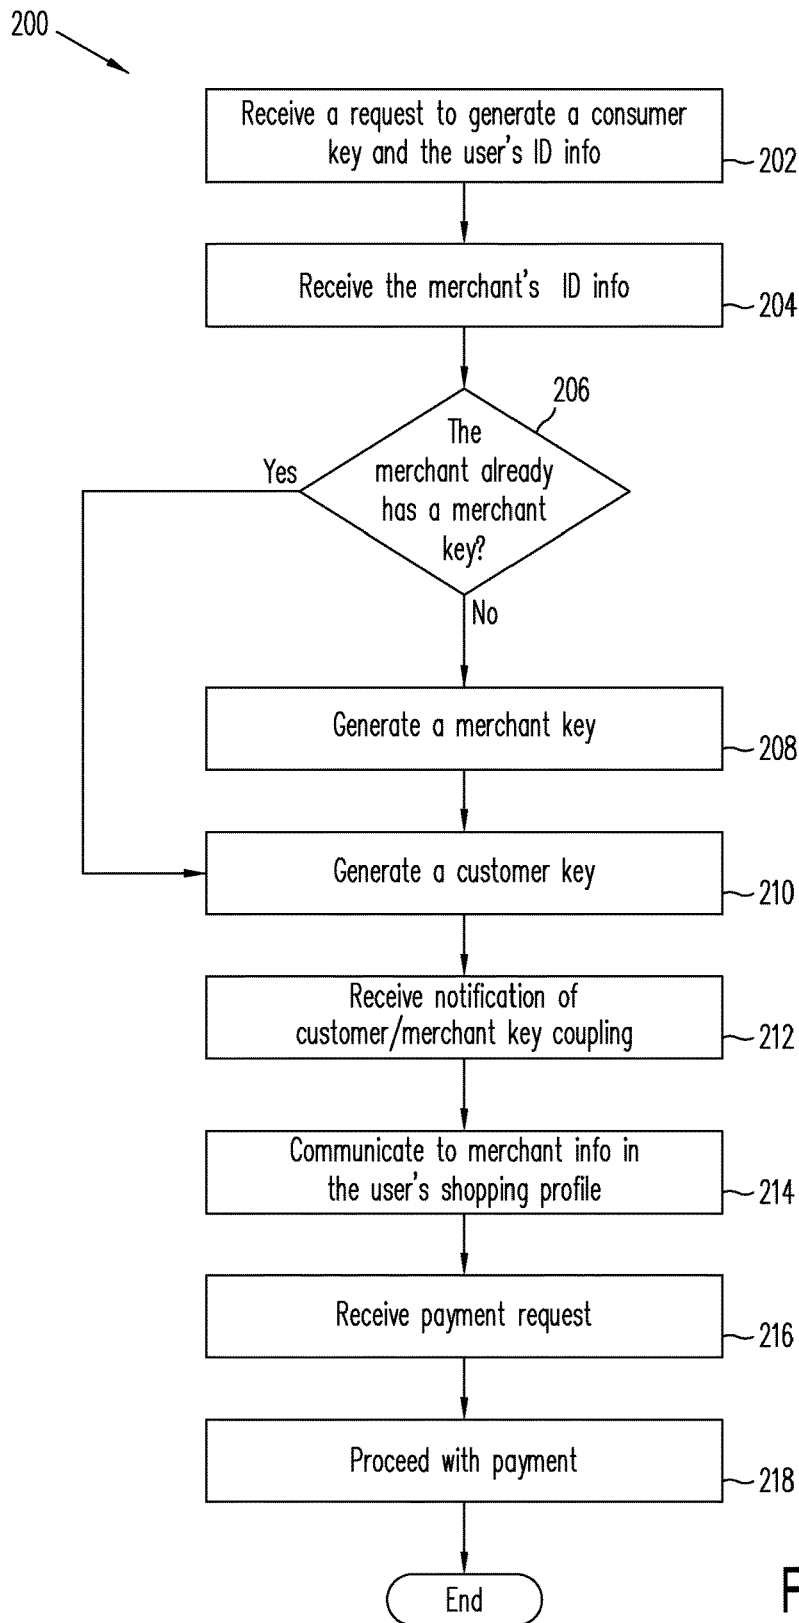 200
Receive a request to generate a consumer
key and the user's ID info
202
Receive the merchant's ID info
204
206
The
merchant already
has a merchant
key?
Yes
No
Generate a merchant key
208
Generate a customer key
210
Receive notification of
customer/merchant key coupling
212
Communicate to merchant info in
the user's shopping profile
214
Receive payment request
216
Proceed with payment
218
End